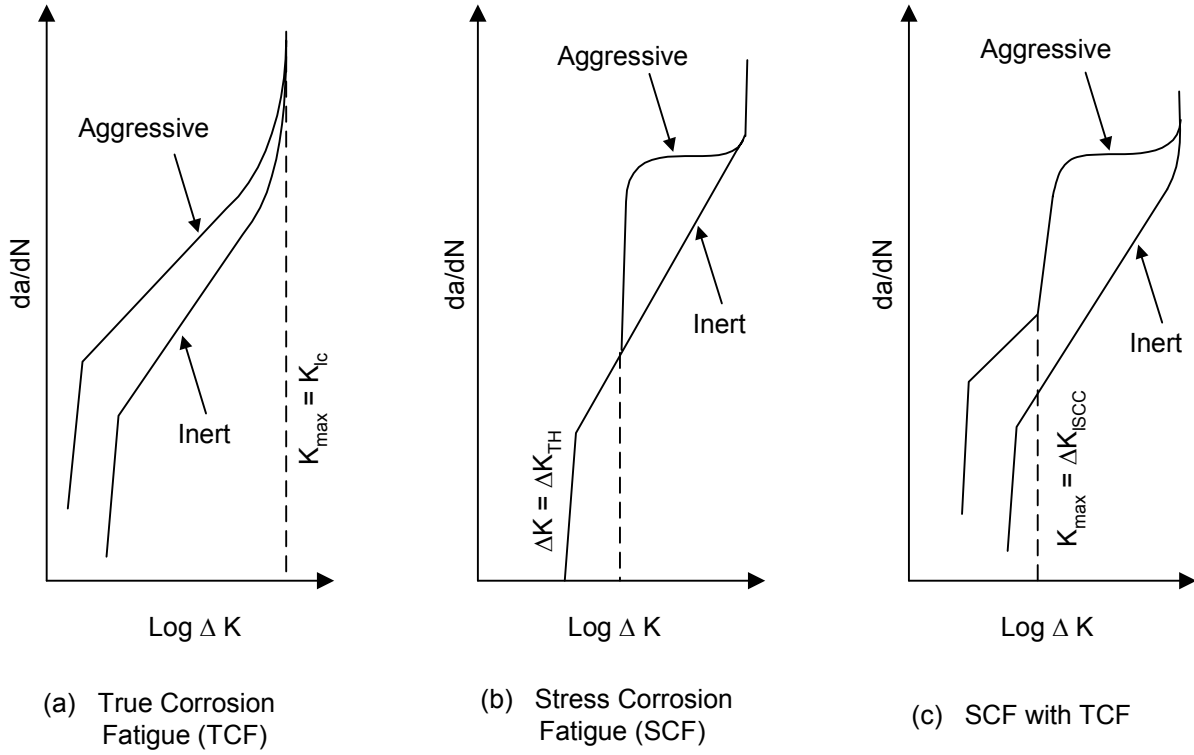 da/dN
Aggressive
Inert
K_max = K_Ic
Log Δ K
(a) True Corrosion
Fatigue (TCF)
da/dN
Aggressive
Inert
ΔK = ΔK_TH
Log Δ K
(b) Stress Corrosion
Fatigue (SCF)
da/dN
Aggressive
Inert
K_max = ΔK_ISCC
Log Δ K
(c) SCF with TCF